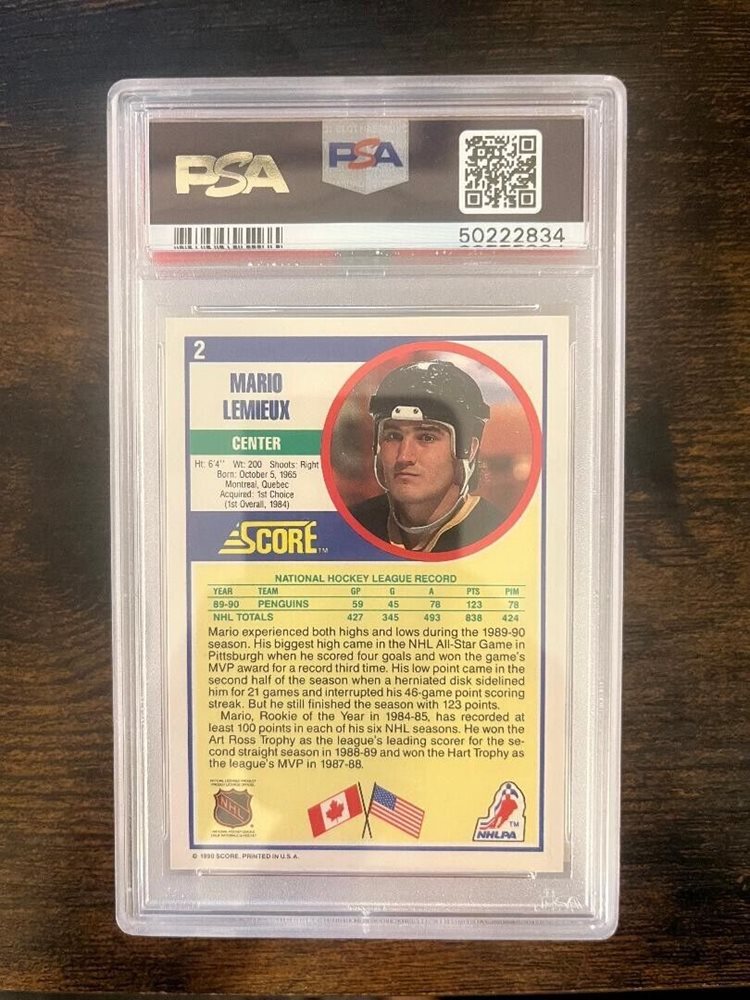 PSA
PSA
50222834
2
MARIO
LEMIEUX
CENTER
Ht: 6'4" Wt: 200 Shoots: Right
Born: October 5, 1965
Montreal, Quebec
Acquired: 1st Choice
(1st Overall, 1984)
SCORE TM
NATIONAL HOCKEY LEAGUE RECORD
YEAR TEAM GP G A PTS PIM
89-90 PENGUINS 59 45 78 123 78
NHL TOTALS 427 345 493 838 424
Mario experienced both highs and lows during the 1989-90
season. His biggest high came in the NHL All-Star Game in
Pittsburgh when he scored four goals and won the game's
MVP award for a record third time. His low point came in the
second half of the season when a herniated disk sidelined
him for 21 games and interrupted his 46-game point scoring
streak. But he still finished the season with 123 points.
Mario, Rookie of the Year in 1984-85, has recorded at
least 100 points in each of his six NHL seasons. He won the
Art Ross Trophy as the league's leading scorer for the se-
cond straight season in 1988-89 and won the Hart Trophy as
the league's MVP in 1987-88.
NHL
TM
NHLPA
© 1990 SCORE. PRINTED IN U.S.A.